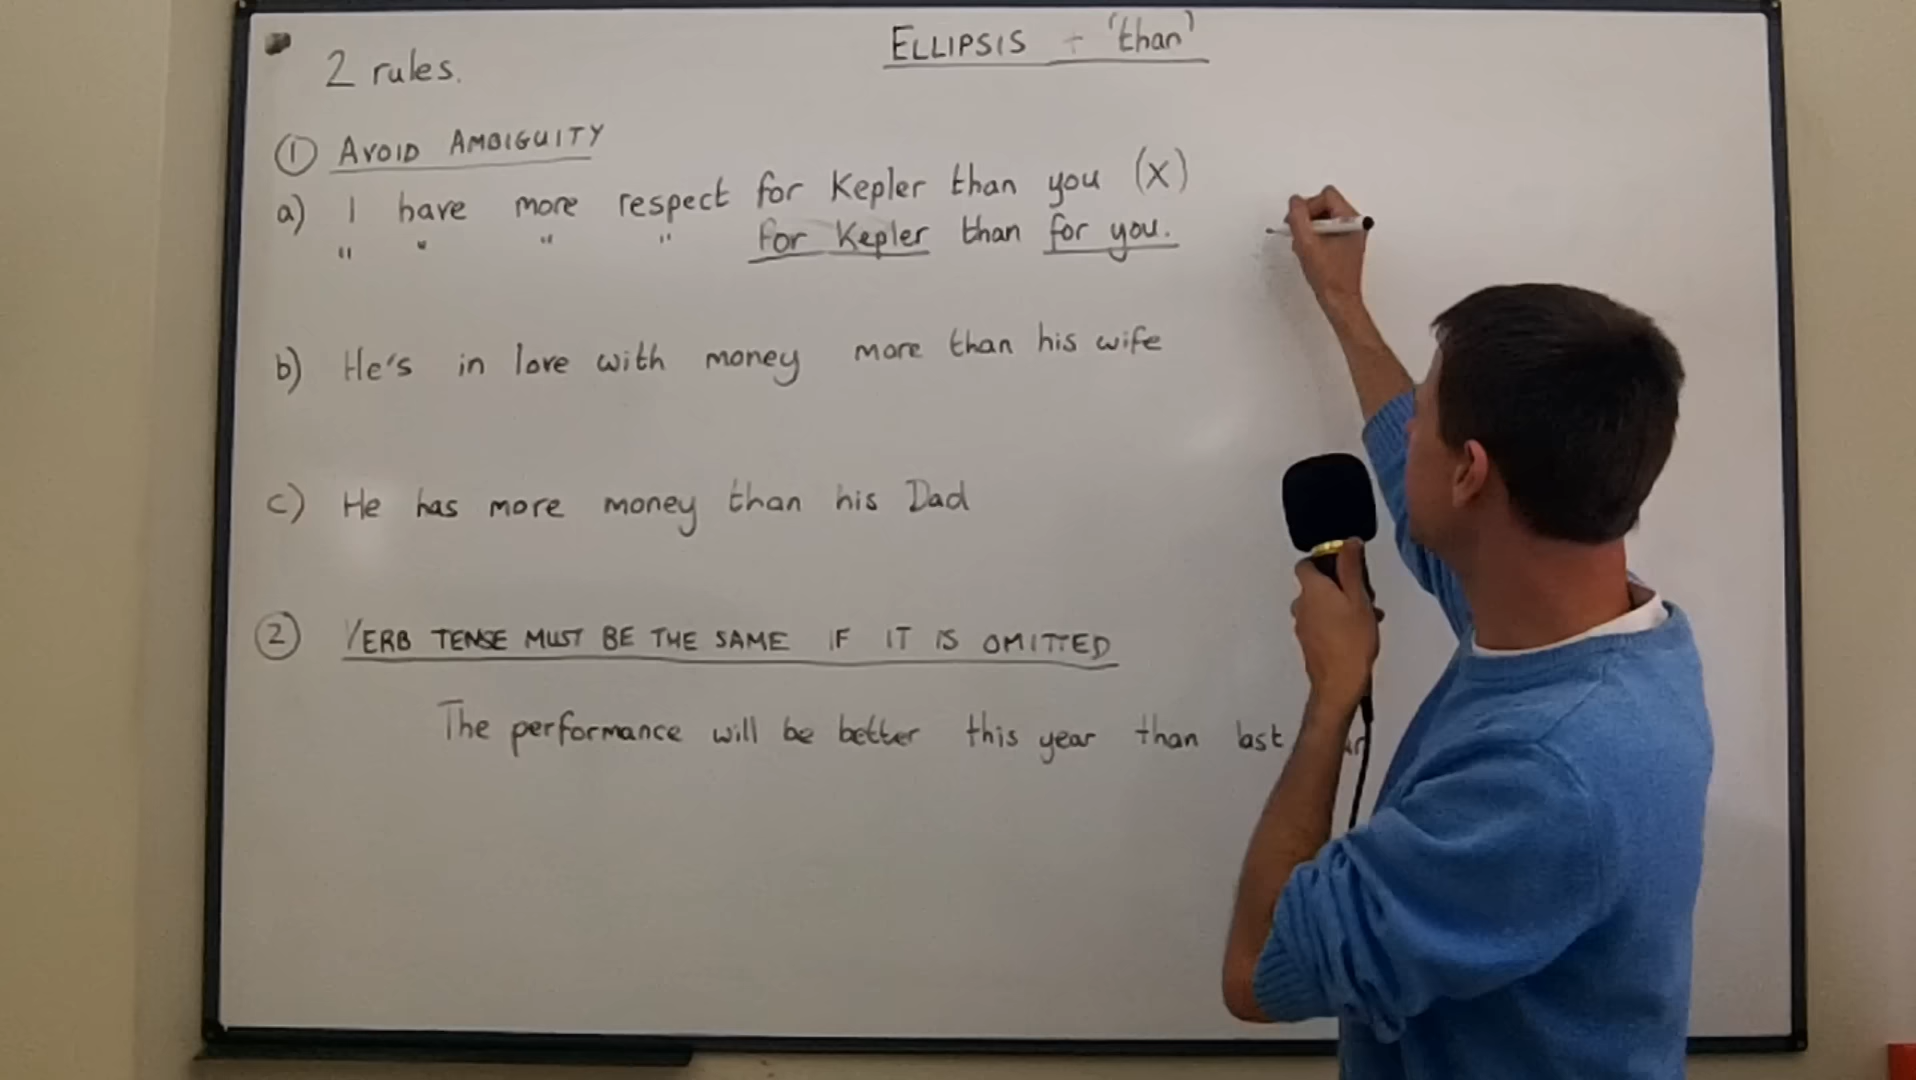 ELLIPSIS + 'than'
2 rules.
① AVOID AMBIGUITY
a) I have more respect for Kepler than you (x)
" " " " for Kepler than for you.
b) He's in love with money more than his wife
c) He has more money than his Dad
② VERB TENSE MUST BE THE SAME IF IT IS OMITTED
The performance will be better this year than last